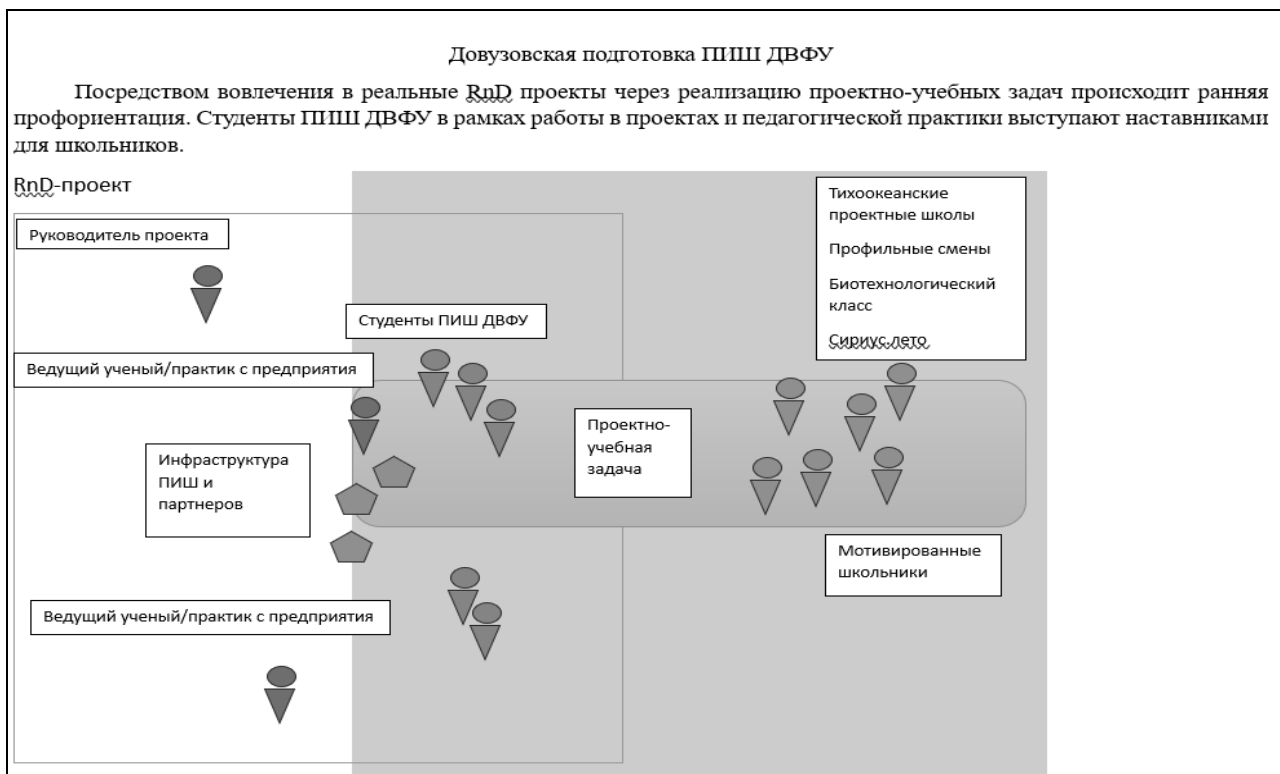 Довузовская подготовка ПИШ ДВФУ
Посредством вовлечения в реальные RnD проекты через реализацию проектно-учебных задач происходит ранняя
профориентация. Студенты ПИШ ДВФУ в рамках работы в проектах и педагогической практики выступают наставниками
для школьников.
RnD-проект
Руководитель проекта
Тихоокеанские
проектные школы
Профильные смены
Биотехнологический
класс
Сириус.лето
Студенты ПИШ ДВФУ
Ведущий ученый/практик с предприятия
Проектно-
учебная
задача
Инфраструктура
ПИШ и
партнеров
Мотивированные
школьники
Ведущий ученый/практик с предприятия